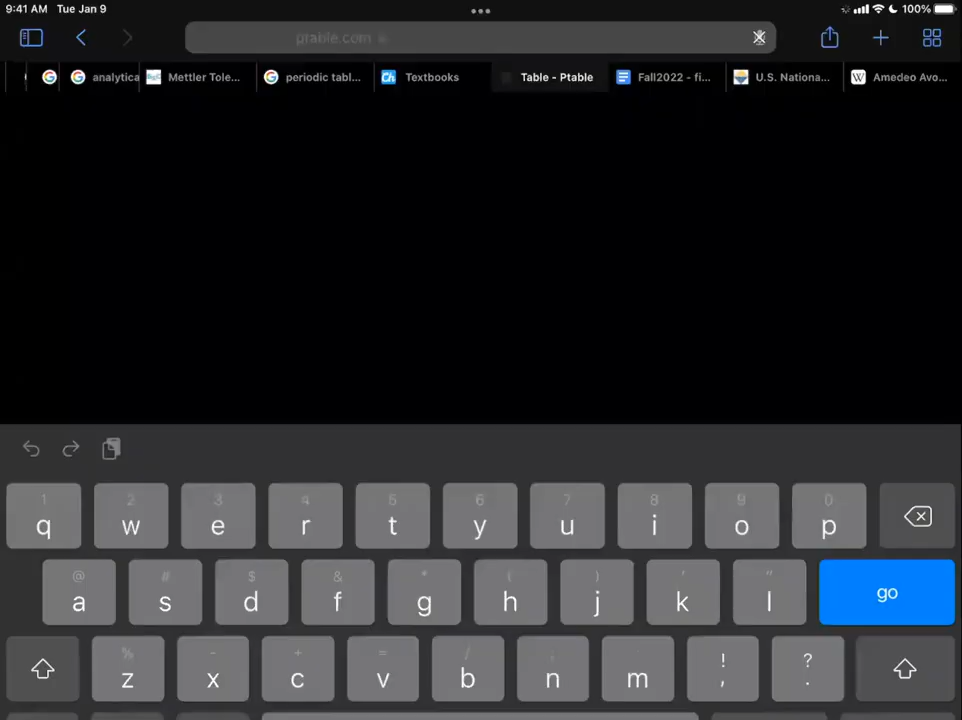 9:41 AM Tue Jan 9
100%
ptable.com
analytica
Mettler Tole...
periodic tabl...
Textbooks
Table - Ptable
Fall2022 - fi...
U.S. Nationa...
Amedeo Avo...
1 2 3 4 5 6 7 8 9 0
q w e r t y u i o p
@ # $ & * ( ) ' "
a s d f g h j k l go
% - + = / ; ! ?
z x c v b n m , .